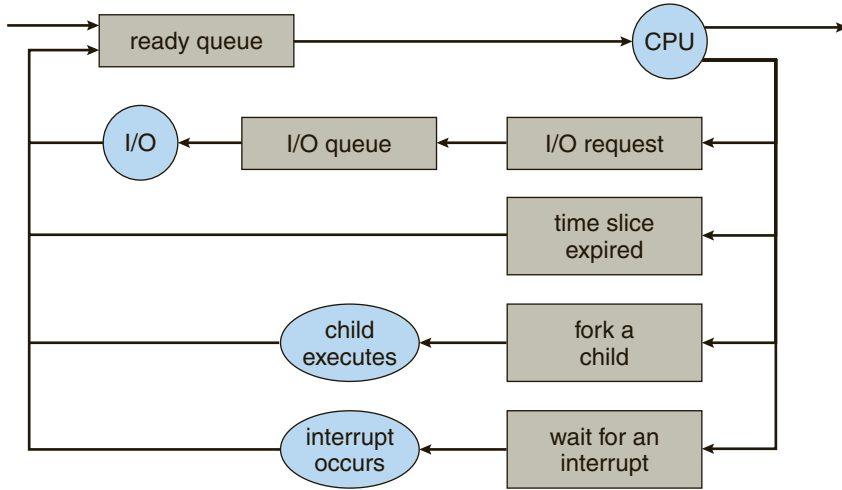 ready queue
CPU
I/O
I/O queue
I/O request
time slice
expired
child
executes
fork a
child
interrupt
occurs
wait for an
interrupt